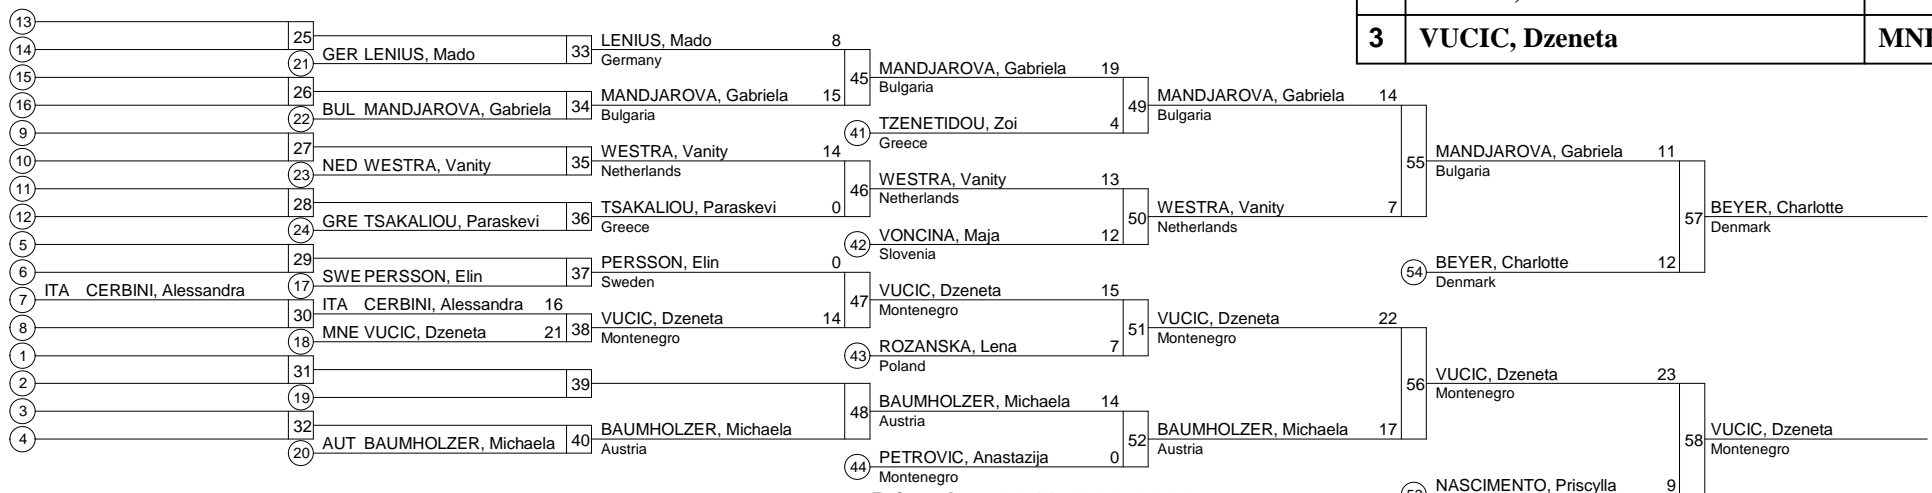 3 VUCIC, Dzeneta
13
14
25
21 GER LENIUS, Mado
33
LENIUS, Mado 8
Germany
15
16
26
22 BUL MANDJAROVA, Gabriela
34
MANDJAROVA, Gabriela 15
Bulgaria
45
MANDJAROVA, Gabriela 19
Bulgaria
41 TZENETIDOU, Zoi 4
Greece
49
MANDJAROVA, Gabriela 14
Bulgaria
9
10
27
23 NED WESTRA, Vanity
35
WESTRA, Vanity 14
Netherlands
11
12
28
24 GRE TSAKALIOU, Paraskevi
36
TSAKALIOU, Paraskevi 0
Greece
46
WESTRA, Vanity 13
Netherlands
42 VONCINA, Maja 12
Slovenia
50
WESTRA, Vanity 7
Netherlands
55
MANDJAROVA, Gabriela 11
Bulgaria
54 BEYER, Charlotte 12
Denmark
57
BEYER, Charlotte
Denmark
5
6
29
17 SWE PERSSON, Elin
37
PERSSON, Elin 0
Sweden
7 ITA CERBINI, Alessandra
8
30
ITA CERBINI, Alessandra 16
18 MNE VUCIC, Dzeneta 21
38
VUCIC, Dzeneta 14
Montenegro
47
VUCIC, Dzeneta 15
Montenegro
43 ROZANSKA, Lena 7
Poland
51
VUCIC, Dzeneta 22
Montenegro
1
2
31
19
39
3
4
32
20 AUT BAUMHOLZER, Michaela
40
BAUMHOLZER, Michaela
Austria
48
BAUMHOLZER, Michaela 14
Austria
44 PETROVIC, Anastazija 0
Montenegro
52
BAUMHOLZER, Michaela 17
Austria
56
VUCIC, Dzeneta 23
Montenegro
NASCIMENTO, Priscylla 9
58
VUCIC, Dzeneta
Montenegro